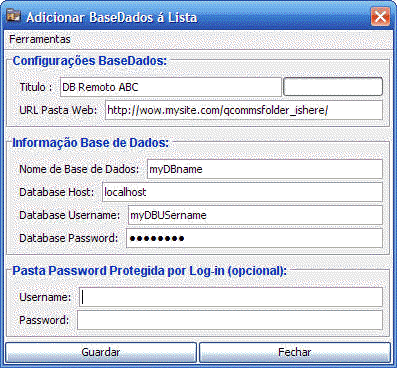 Adicionar BaseDados á Lista
Ferramentas
Configurações BaseDados:
Titulo : DB Remoto ABC
URL Pasta Web: http://wow.mysite.com/qcommsfolder_ishere/
Informação Base de Dados:
Nome de Base de Dados: myDBname
Database Host: localhost
Database Username: myDBUSername
Database Password: ●●●●●●●●
Pasta Password Protegida por Log-in (opcional):
Username:
Password:
Guardar Fechar